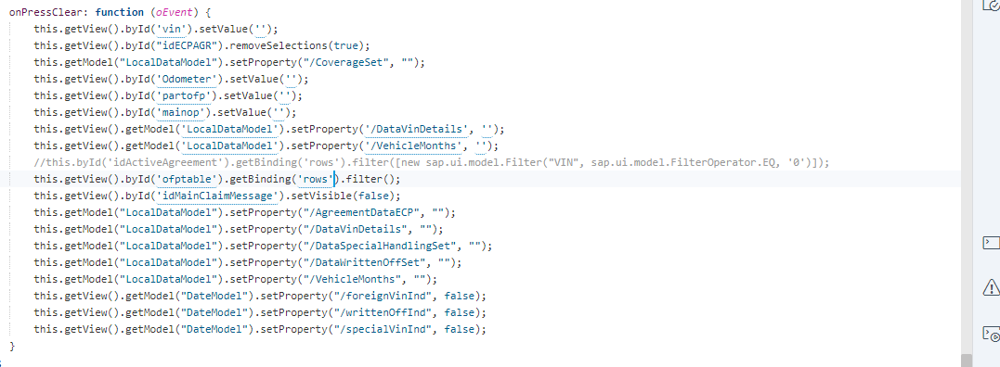 onPressClear: function (oEvent) {
this.getView().byId('vin').setValue('');
this.getView().byId("idECPAGR").removeSelections(true);
this.getModel("LocalDataModel").setProperty("/CoverageSet", "");
this.getView().byId('Odometer').setValue('');
this.getView().byId('partofp').setValue('');
this.getView().byId('mainop').setValue('');
this.getView().getModel('LocalDataModel').setProperty('/DataVinDetails', '');
this.getView().getModel('LocalDataModel').setProperty('/VehicleMonths', '');
//this.byId('idActiveAgreement').getBinding('rows').filter([new sap.ui.model.Filter("VIN", sap.ui.model.FilterOperator.EQ, '0')]);
this.getView().byId('ofptable').getBinding('rows').filter();
this.getView().byId('idMainClaimMessage').setVisible(false);
this.getModel("LocalDataModel").setProperty("/AgreementDataECP", "");
this.getModel("LocalDataModel").setProperty("/DataVinDetails", "");
this.getModel("LocalDataModel").setProperty("/DataSpecialHandlingSet", "");
this.getModel("LocalDataModel").setProperty("/DataWrittenOffSet", "");
this.getModel("LocalDataModel").setProperty("/VehicleMonths", "");
this.getView().getModel("DateModel").setProperty("/foreignVinInd", false);
this.getView().getModel("DateModel").setProperty("/writtenOffInd", false);
this.getView().getModel("DateModel").setProperty("/specialVinInd", false);
}